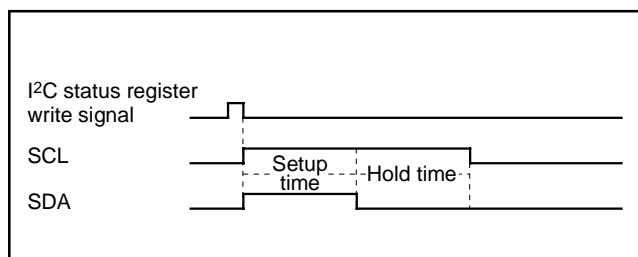 I²C status register
write signal
SCL
Setup
time
Hold time
SDA